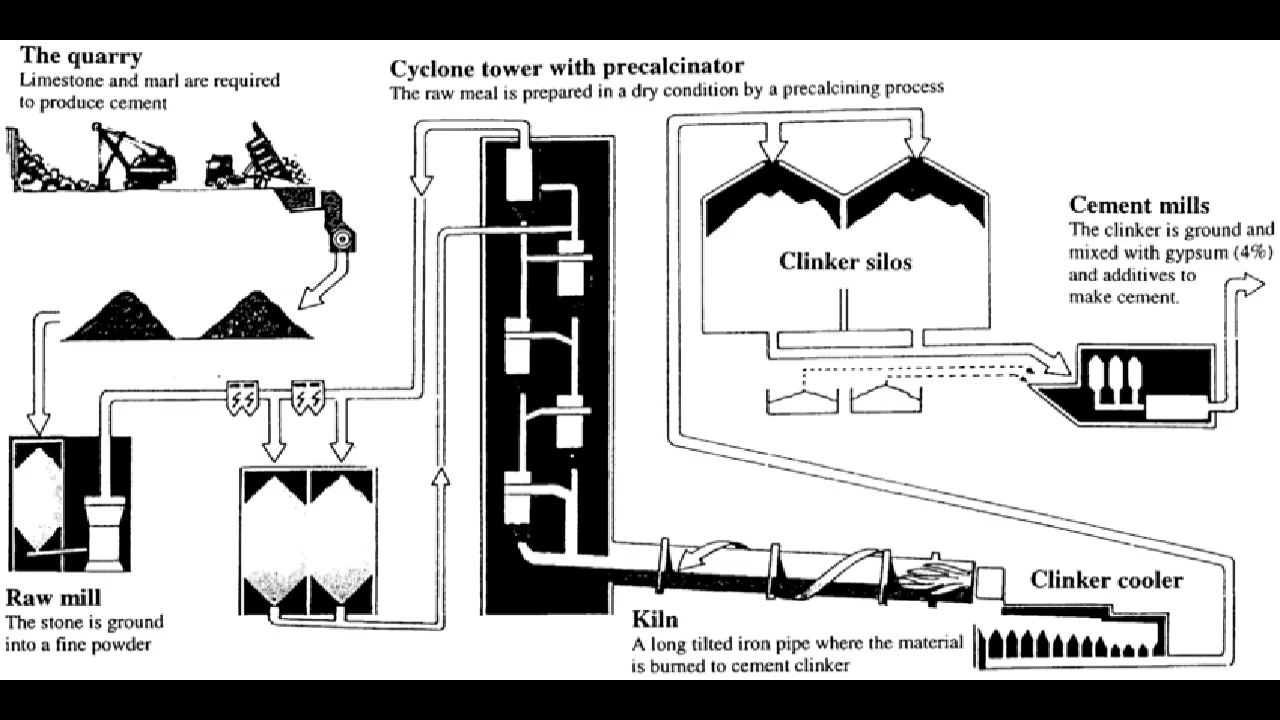 The quarry
Limestone and marl are required
to produce cement
Cyclone tower with precalcinator
The raw meal is prepared in a dry condition by a precalcining process
Cement mills
The clinker is ground and
mixed with gypsum (4%)
and additives to
make cement.
Clinker silos
Raw mill
The stone is ground
into a fine powder
Kiln
A long tilted iron pipe where the material
is burned to cement clinker
Clinker cooler